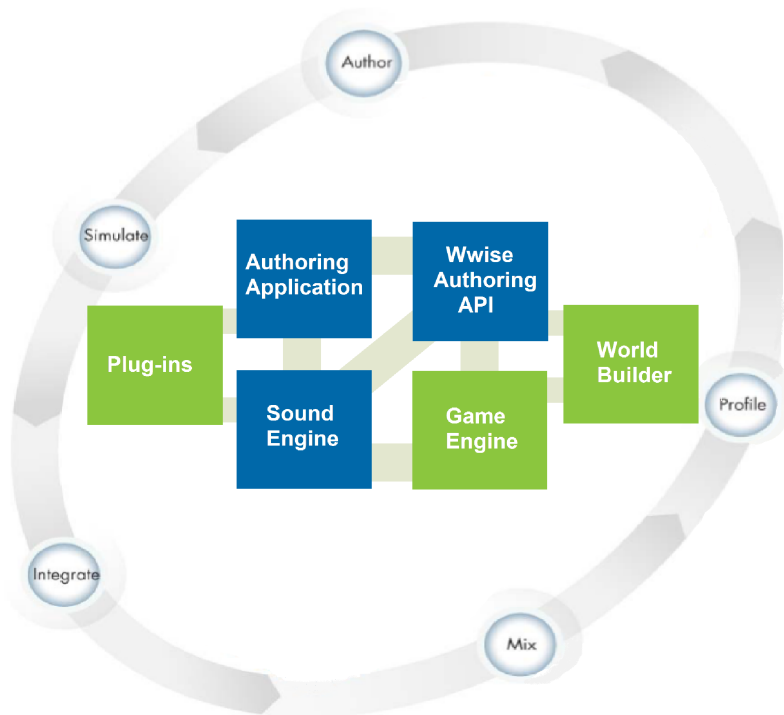 Author
Simulate
Authoring
Application
Wwise
Authoring
API
Plug-ins
World
Builder
Sound
Engine
Game
Engine
Profile
Integrate
Mix